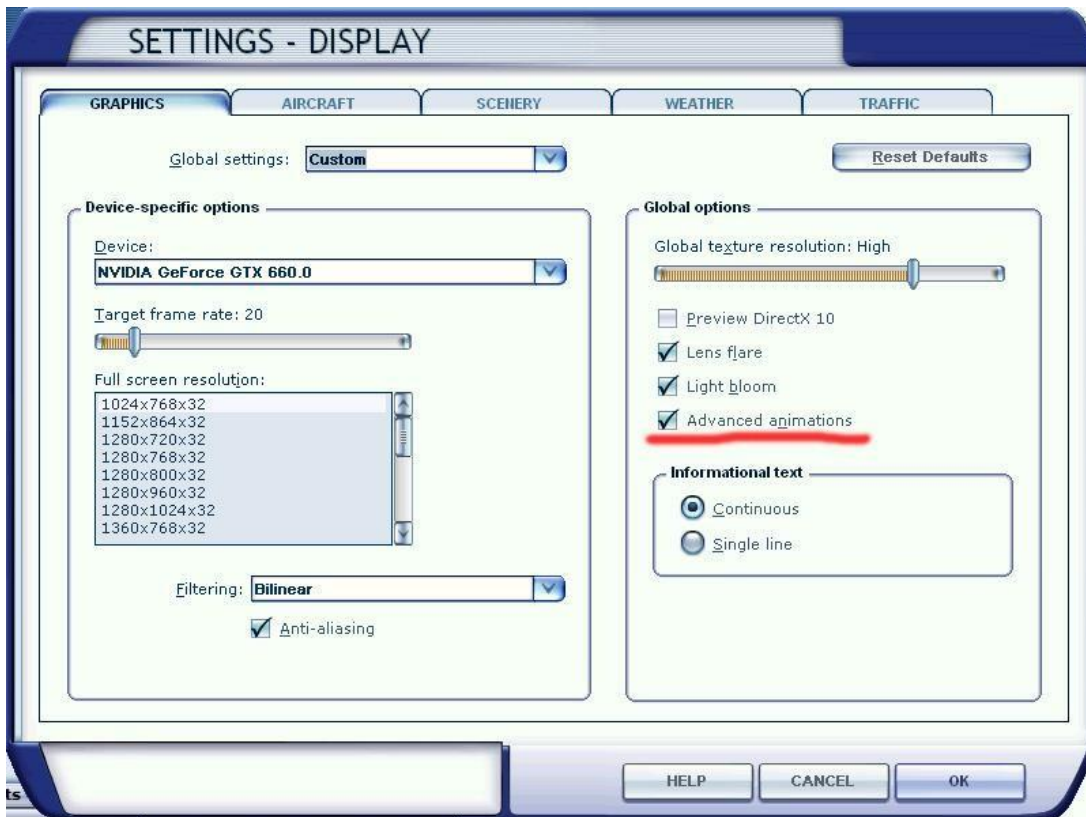 SETTINGS - DISPLAY
GRAPHICS
AIRCRAFT
SCENERY
WEATHER
TRAFFIC
Global settings: Custom
Reset Defaults
Device-specific options
Device:
NVIDIA GeForce GTX 660.0
Target frame rate: 20
Full screen resolution:
1024x768x32
1152x864x32
1280x720x32
1280x768x32
1280x800x32
1280x960x32
1280x1024x32
1360x768x32
Filtering: Bilinear
Anti-aliasing
Global options
Global texture resolution: High
Preview DirectX 10
Lens flare
Light bloom
Advanced animations
Informational text
Continuous
Single line
ts
HELP
CANCEL
OK